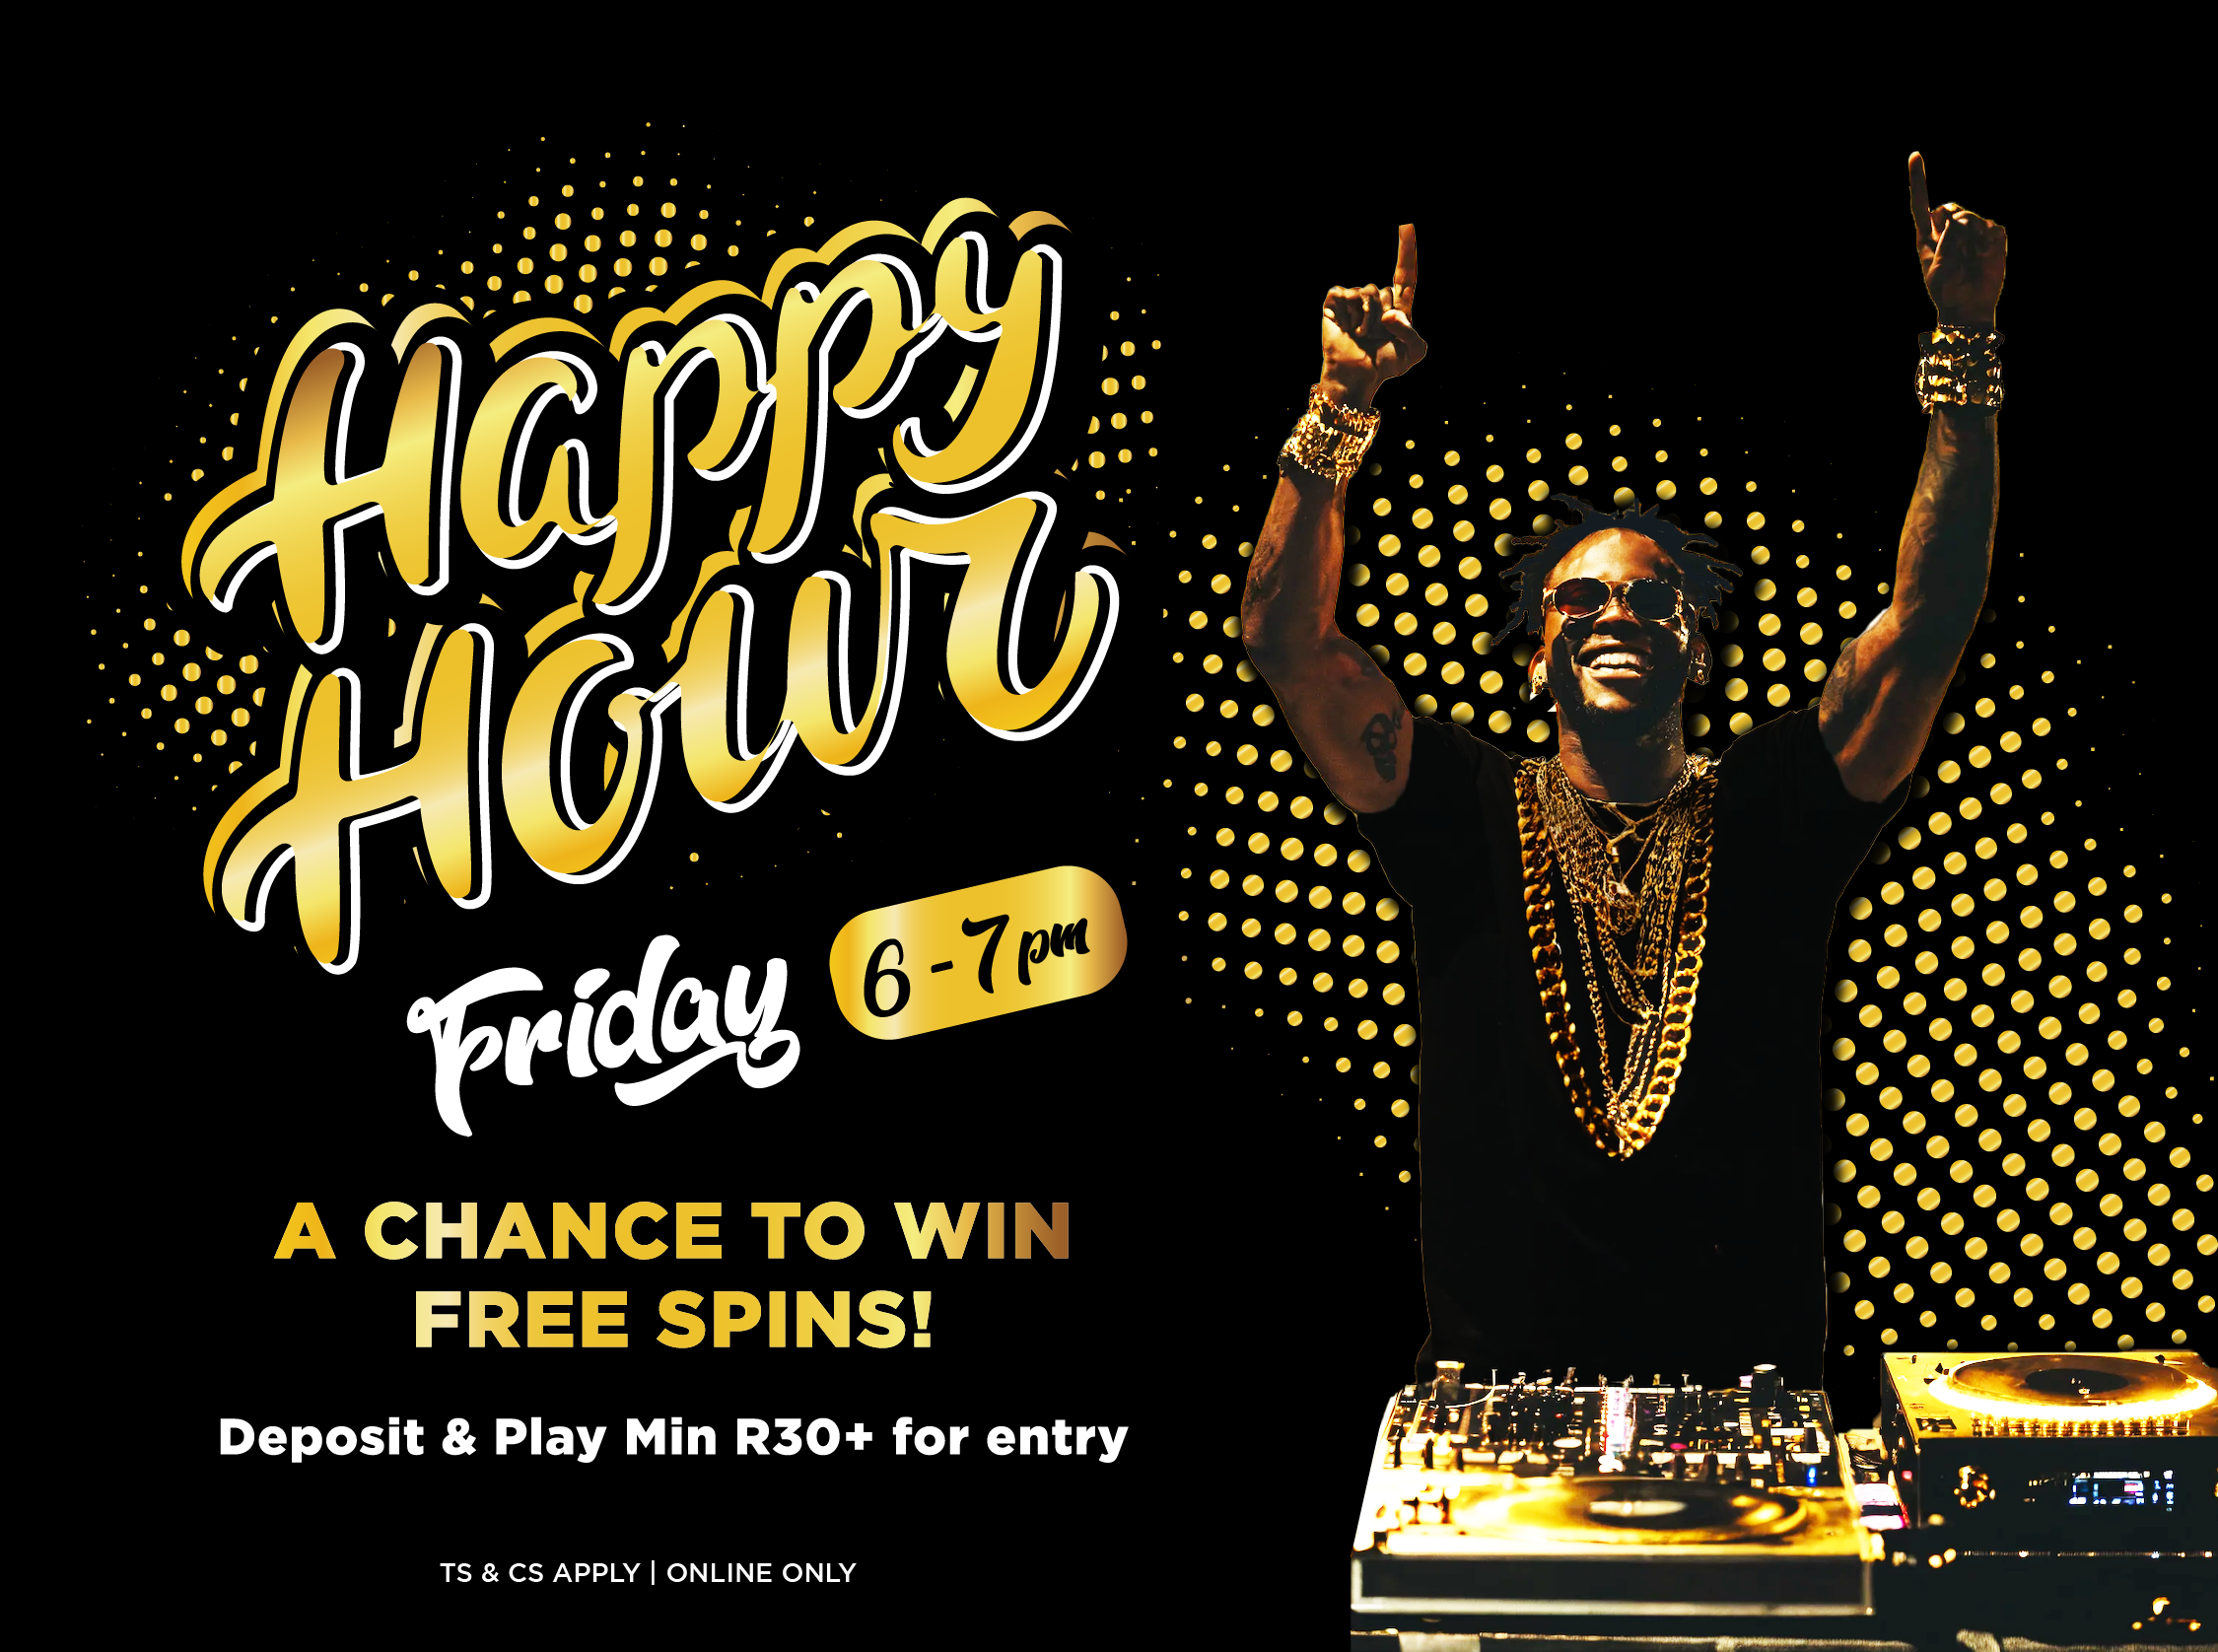 Happy
Hour
Friday 6-7pm
A CHANCE TO WIN
FREE SPINS!
Deposit & Play Min R30+ for entry
TS & CS APPLY | ONLINE ONLY